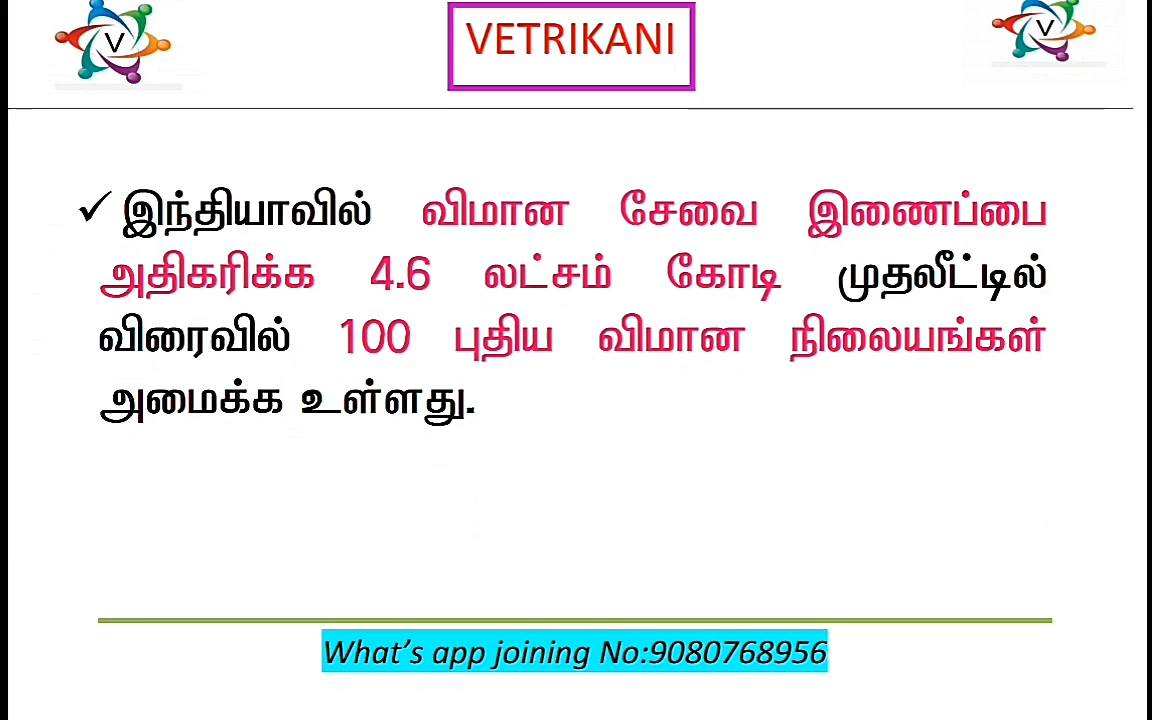 V
VETRIKANI
V
✓ இந்தியாவில் விமான சேவை இணைப்பை
அதிகரிக்க 4.6 லட்சம் கோடி முதலீட்டில்
விரைவில் 100 புதிய விமான நிலையங்கள்
அமைக்க உள்ளது.
What's app joining No:9080768956